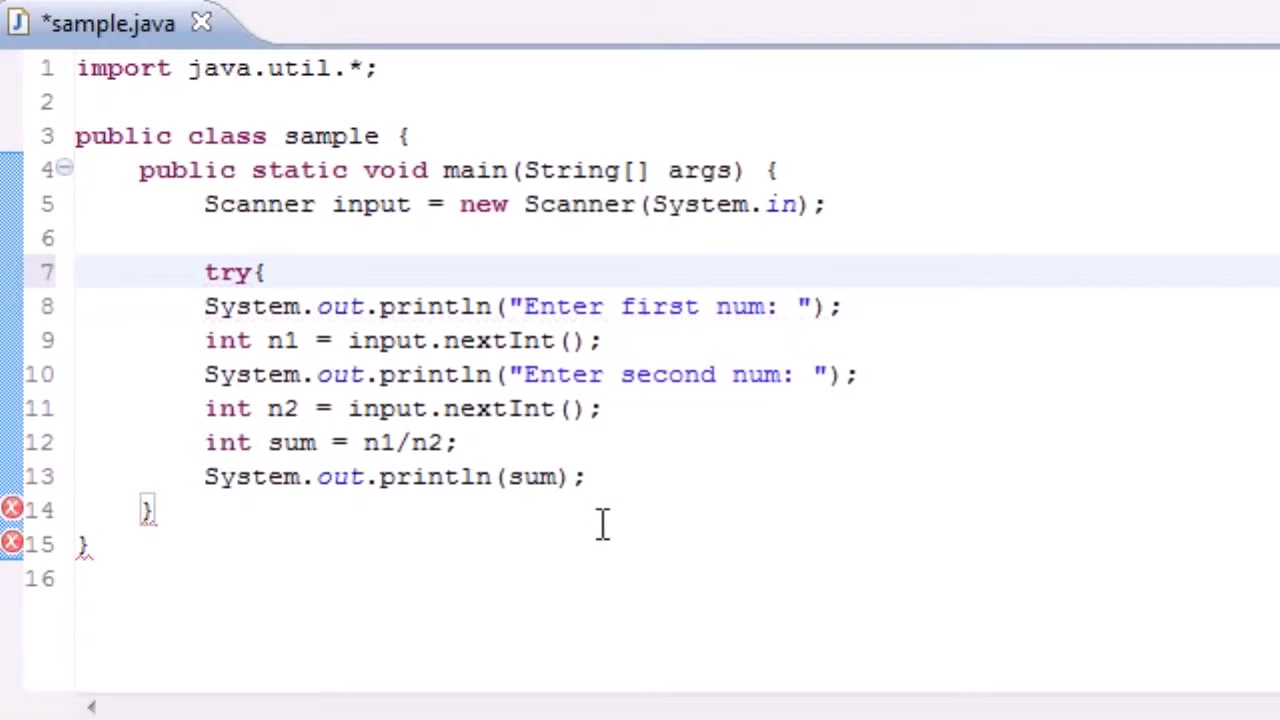 *sample.java
1 import java.util.*;
2
3 public class sample {
4 public static void main(String[] args) {
5 Scanner input = new Scanner(System.in);
6
7 try{
8 System.out.println("Enter first num: ");
9 int n1 = input.nextInt();
10 System.out.println("Enter second num: ");
11 int n2 = input.nextInt();
12 int sum = n1/n2;
13 System.out.println(sum);
14 }
15 }
16